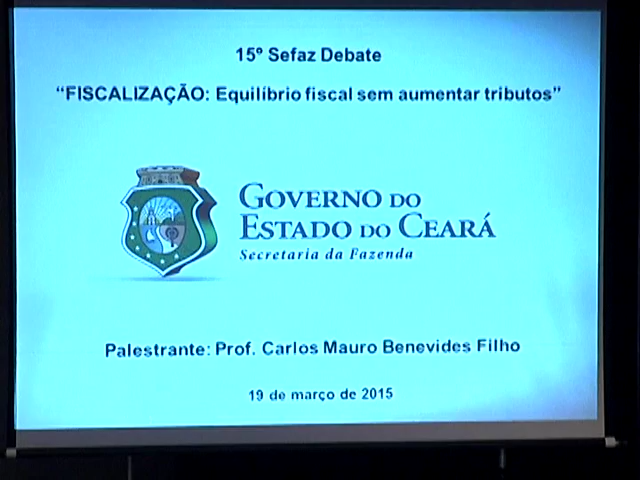 15º Sefaz Debate
“FISCALIZAÇÃO: Equilíbrio fiscal sem aumentar tributos”
GOVERNO DO
ESTADO DO CEARÁ
Secretaria da Fazenda
Palestrante: Prof. Carlos Mauro Benevides Filho
19 de março de 2015